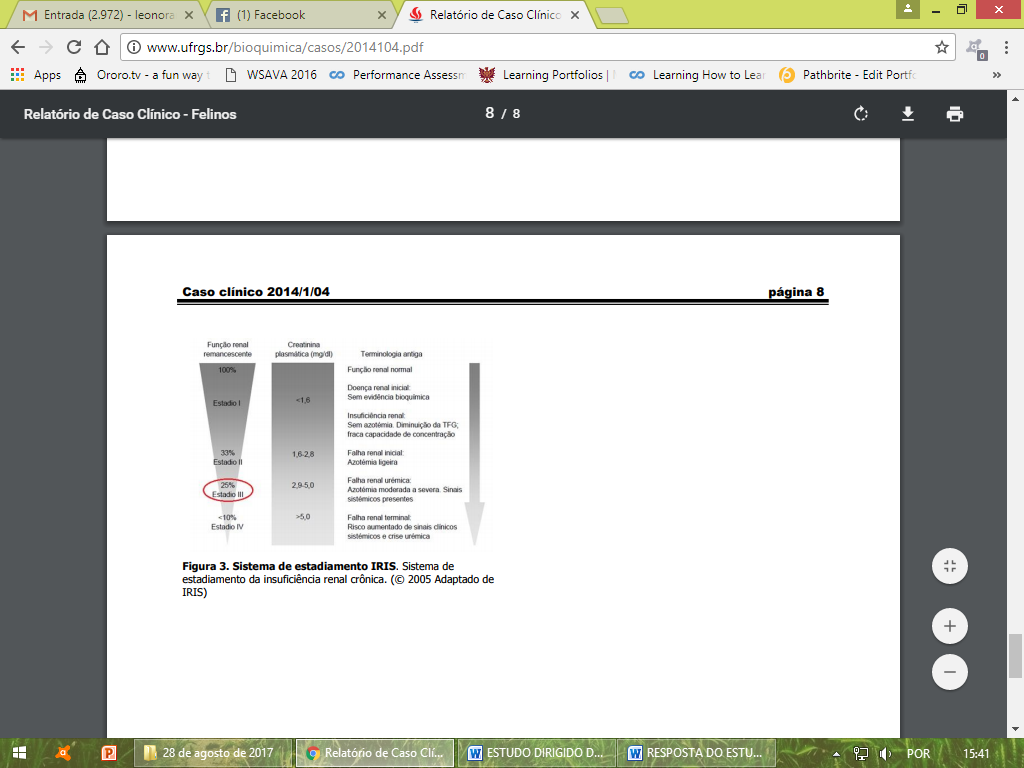 Entrada (2.972) - leonora
(1) Facebook
Relatório de Caso Clínico
www.ufrgs.br/bioquimica/casos/2014104.pdf
0
Apps
Ororo.tv - a fun way
WSAVA 2016
Performance Assessm
Learning Portfolios |
Learning How to Lear
Pathbrite - Edit Portfo
»
Relatório de Caso Clínico - Felinos
8 / 8
Caso clínico 2014/1/04 página 8
Função renal
remanescente
100%
Estadio I
33%
Estadio II
25%
Estadio III
<10%
Estadio IV
Creatinina
plasmática (mg/dl)
<1,6
1,6-2,8
2,9-5,0
>5,0
Terminologia antiga
Função renal normal
Doença renal inicial:
Sem evidência bioquímica
Insuficiência renal:
Sem azotémia. Diminuição da TFG;
fraca capacidade de concentração
Falha renal inicial:
Azotémia ligeira
Falha renal urémica:
Azotémia moderada a severa. Sinais
sistémicos presentes
Falha renal terminal:
Risco aumentado de sinais clínicos
sistémicos e crise urémica
Figura 3. Sistema de estadiamento IRIS. Sistema de
estadiamento da insuficiência renal crônica. (© 2005 Adaptado de
IRIS)
28 de agosto de 2017
Relatório de Caso Clí...
ESTUDO DIRIGIDO D...
RESPOSTA DO ESTU...
POR
15:41